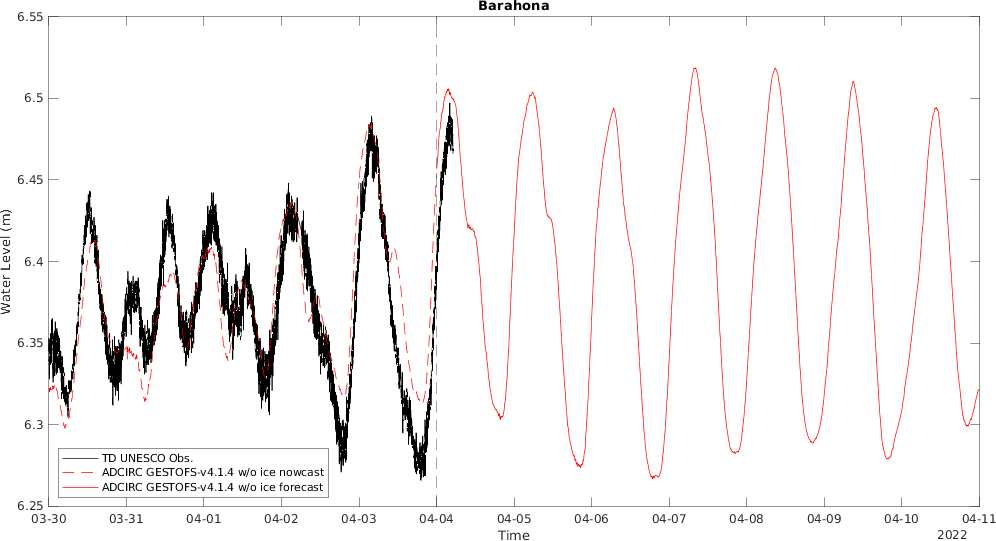 Barahona
6.55
6.5
6.45
6.4
6.35
6.3
6.25
Water Level (m)
TD UNESCO Obs.
ADCIRC GESTOFS-v4.1.4 w/o ice nowcast
ADCIRC GESTOFS-v4.1.4 w/o ice forecast
03-30 03-31 04-01 04-02 04-03 04-04 04-05 04-06 04-07 04-08 04-09 04-10 04-11
Time
2022